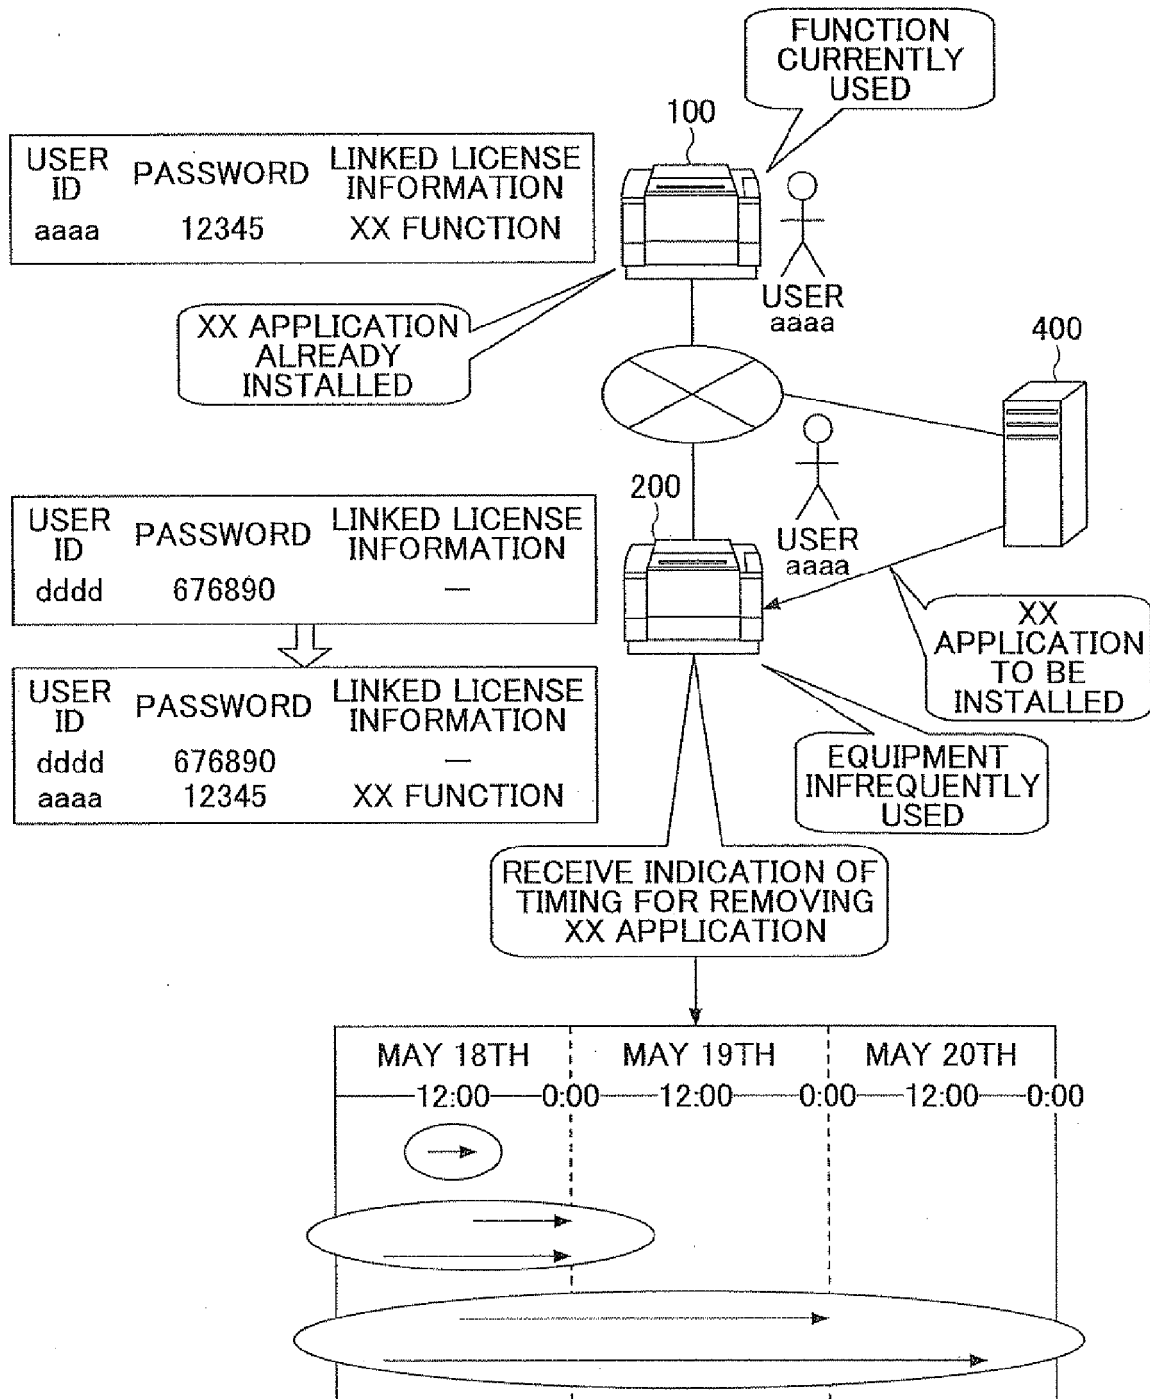 FUNCTION
CURRENTLY
USED
100
USER ID PASSWORD LINKED LICENSE INFORMATION
aaaa 12345 XX FUNCTION
USER
aaaa
XX APPLICATION
ALREADY
INSTALLED
400
200
USER
aaaa
USER ID PASSWORD LINKED LICENSE INFORMATION
dddd 676890 —
XX
APPLICATION
TO BE
INSTALLED
USER ID PASSWORD LINKED LICENSE INFORMATION
dddd 676890 —
aaaa 12345 XX FUNCTION
EQUIPMENT
INFREQUENTLY
USED
RECEIVE INDICATION OF
TIMING FOR REMOVING
XX APPLICATION
MAY 18TH MAY 19TH MAY 20TH
12:00 0:00 12:00 0:00 12:00 0:00